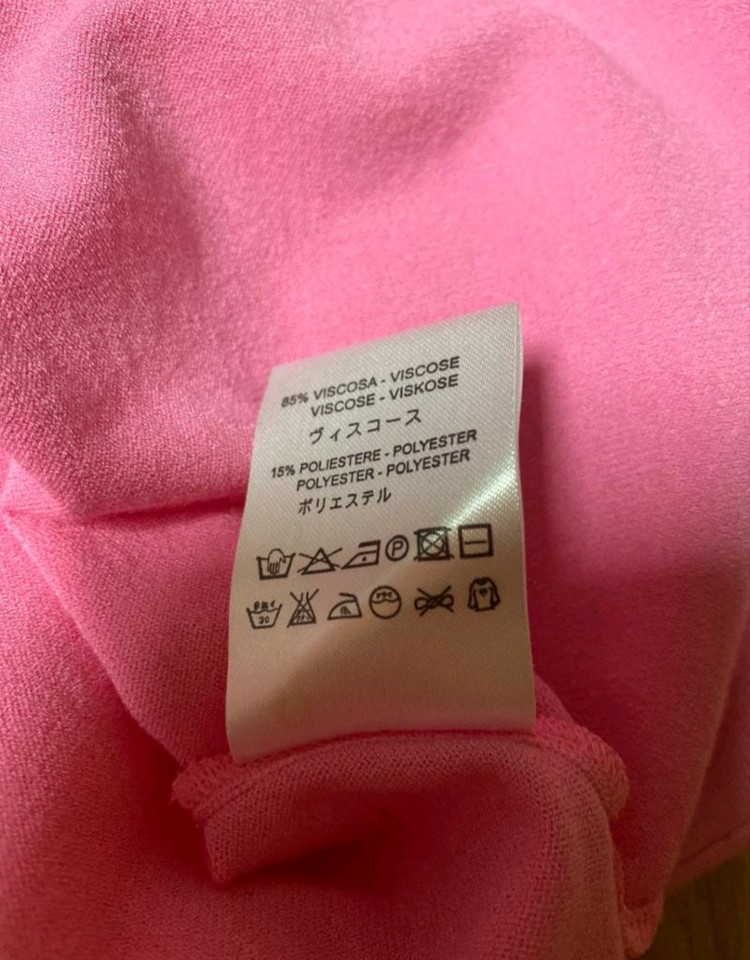 85% VISCOSA - VISCOSE
VISCOSE - VISKOSE
ヴィスコース
15% POLIESTERE - POLYESTER
POLYESTER - POLYESTER
ポリエステル
P
30